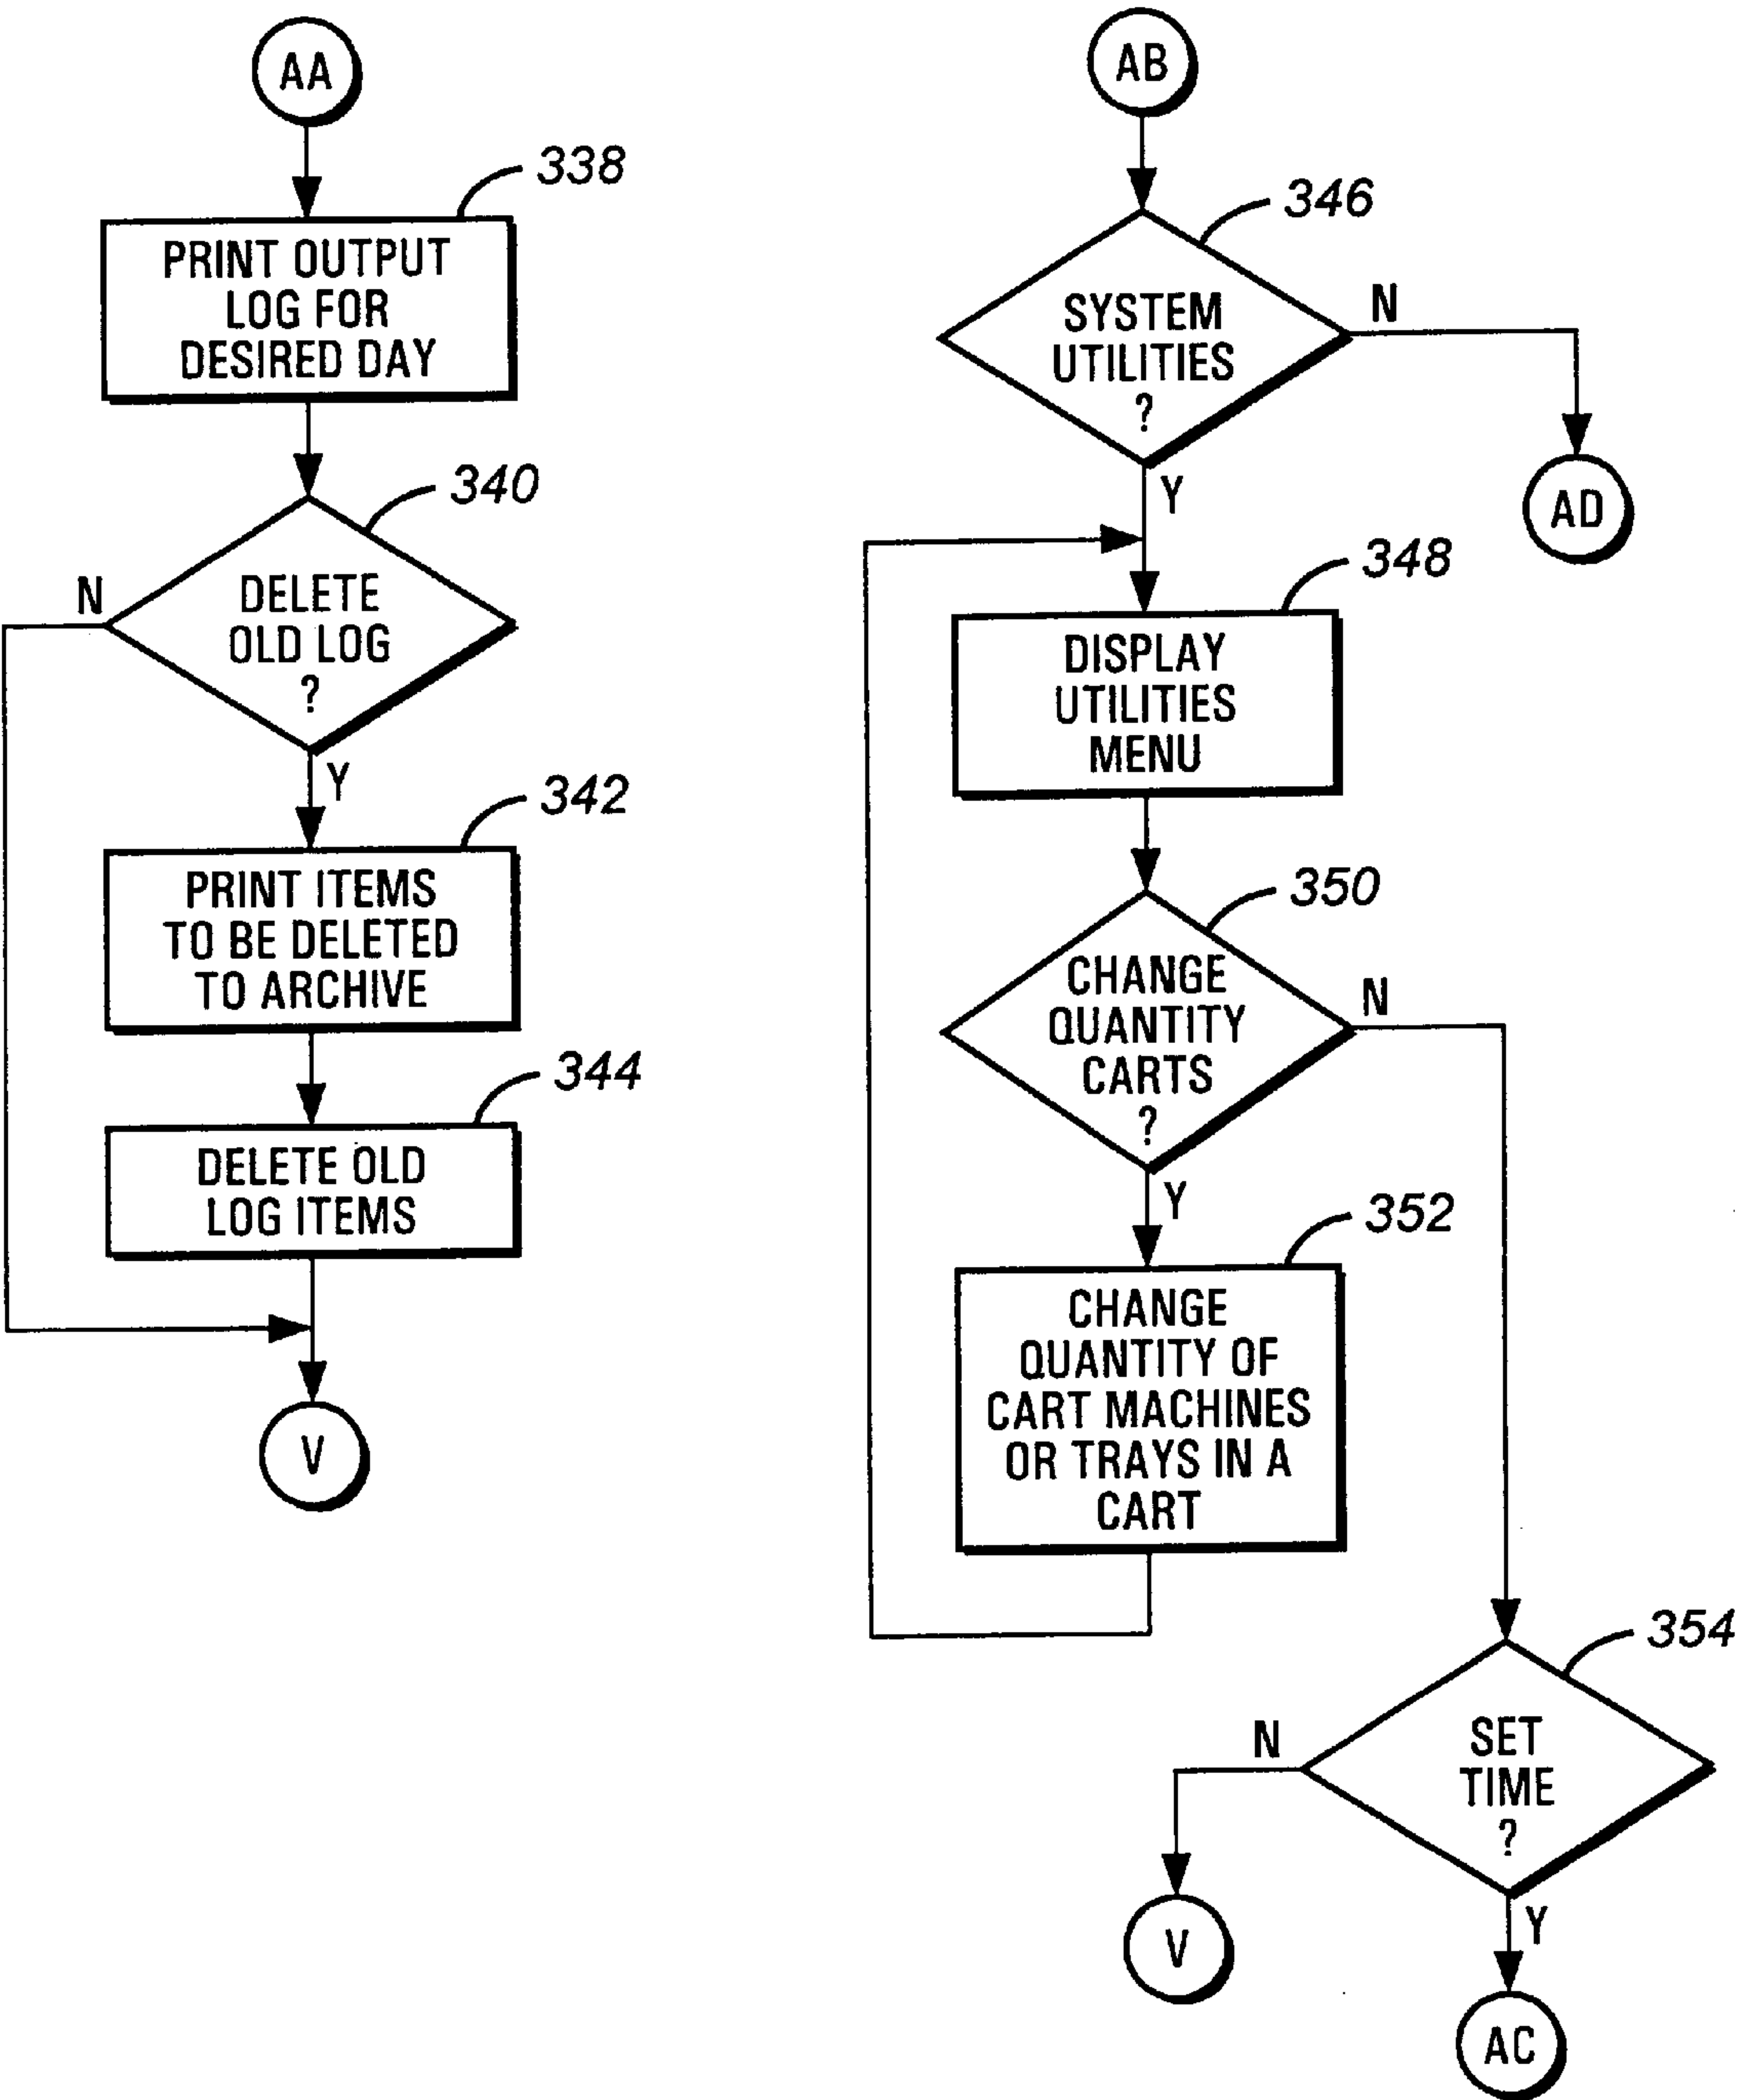 AA
338
PRINT OUTPUT
LOG FOR
DESIRED DAY
340
DELETE
OLD LOG
?
N
Y
342
PRINT ITEMS
TO BE DELETED
TO ARCHIVE
344
DELETE OLD
LOG ITEMS
V
AB
346
SYSTEM
UTILITIES
?
N
AD
Y
348
DISPLAY
UTILITIES
MENU
350
CHANGE
QUANTITY
CARTS
?
N
Y
352
CHANGE
QUANTITY OF
CART MACHINES
OR TRAYS IN A
CART
354
SET
TIME
?
N
V
Y
AC